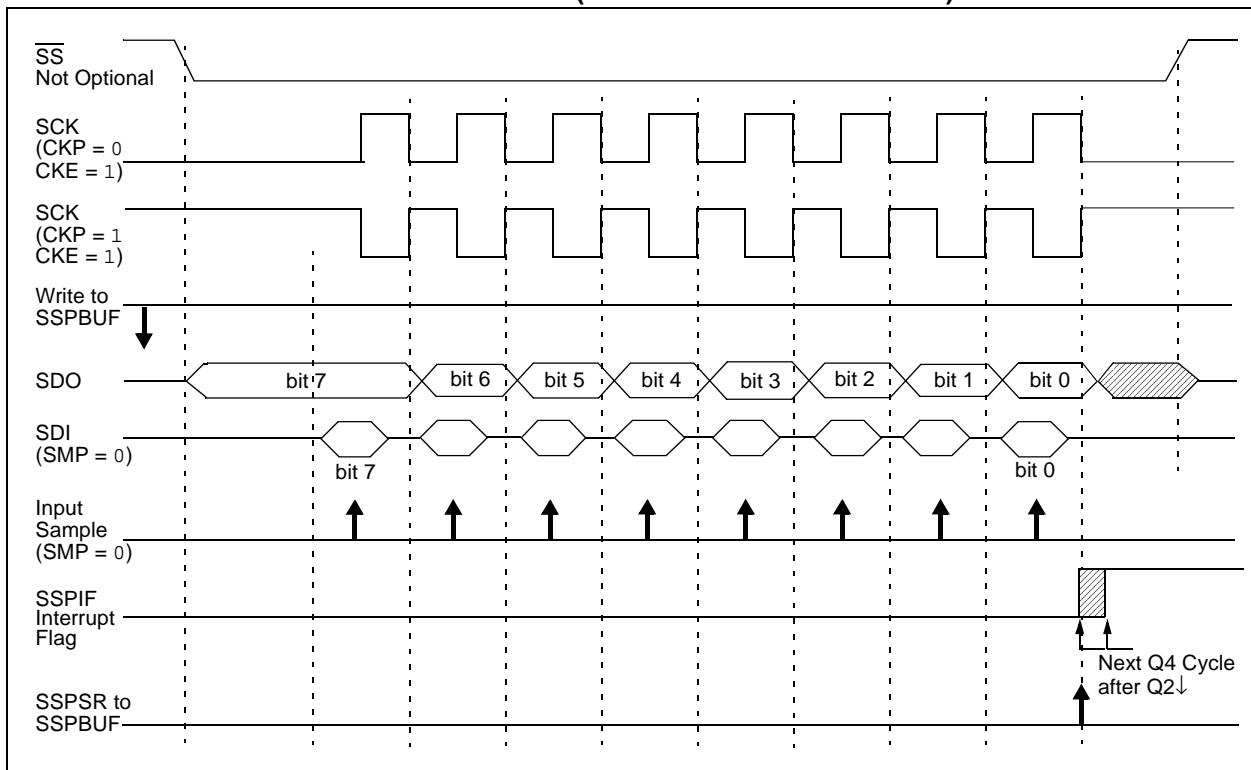 SS
Not Optional
SCK
(CKP = 0
CKE = 1)
SCK
(CKP = 1
CKE = 1)
Write to
SSPBUF
SDO
bit 7
bit 6
bit 5
bit 4
bit 3
bit 2
bit 1
bit 0
SDI
(SMP = 0)
bit 7
bit 0
Input
Sample
(SMP = 0)
SSPIF
Interrupt
Flag
Next Q4 Cycle
after Q2↓
SSPSR to
SSPBUF